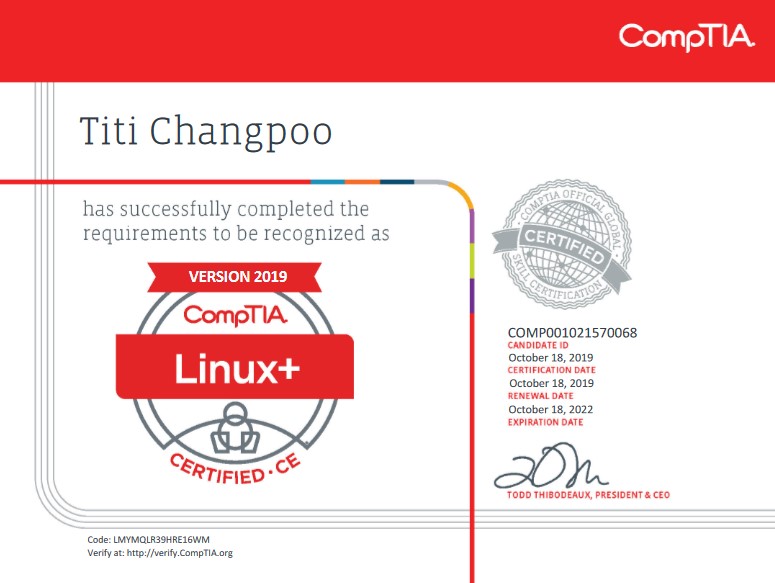 CompTIA.
Titi Changpoo
has successfully completed the
requirements to be recognized as
VERSION 2019
CompTIA.
Linux+
CERTIFIED · CE
COMPTIA OFFICIAL GLOBAL
CERTIFIED
SKILL CERTIFICATION
COMP001021570068
CANDIDATE ID
October 18, 2019
CERTIFICATION DATE
October 18, 2019
RENEWAL DATE
October 18, 2022
EXPIRATION DATE
TODD THIBODEAUX, PRESIDENT & CEO
Code: LMYMQLR39HRE16WM
Verify at: http://verify.CompTIA.org